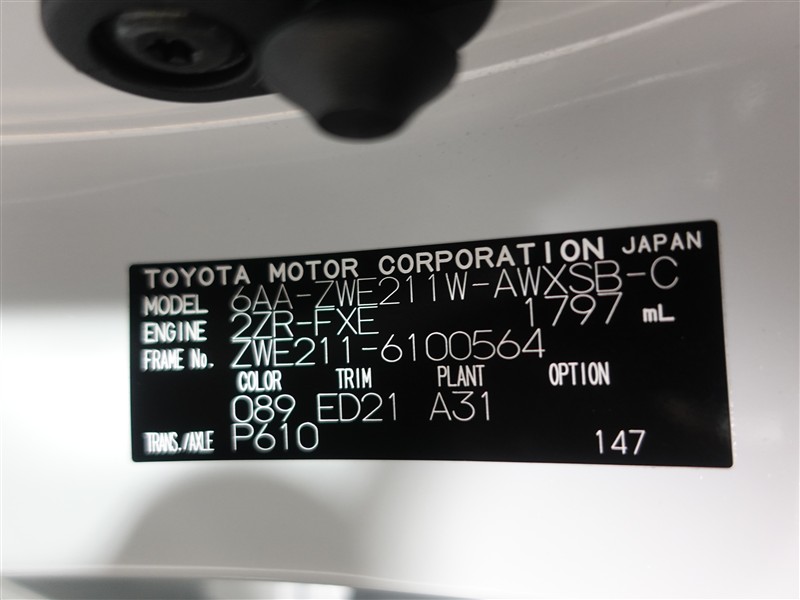 TOYOTA MOTOR CORPORATION JAPAN
MODEL 6AA-ZWE211W-AWXSB-C
ENGINE 2ZR-FXE 1797 mL
FRAME No. ZWE211-6100564
COLOR TRIM PLANT OPTION
089 ED21 A31
TRANS./AXLE P610 147